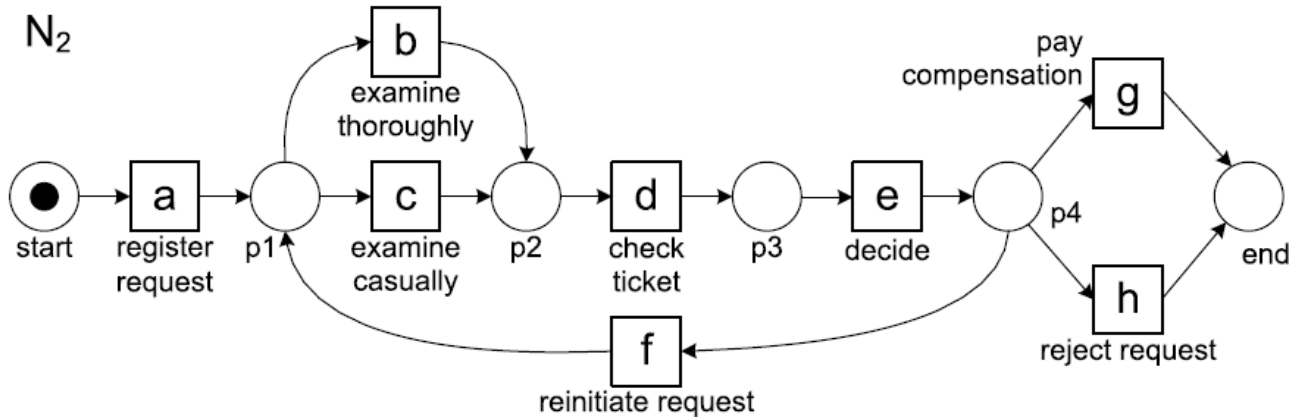 N₂
b
examine
thoroughly
pay
compensation
g
a
c
d
e
start
register
request
p1
examine
casually
p2
check
ticket
p3
decide
p4
end
f
reinitiate request
h
reject request